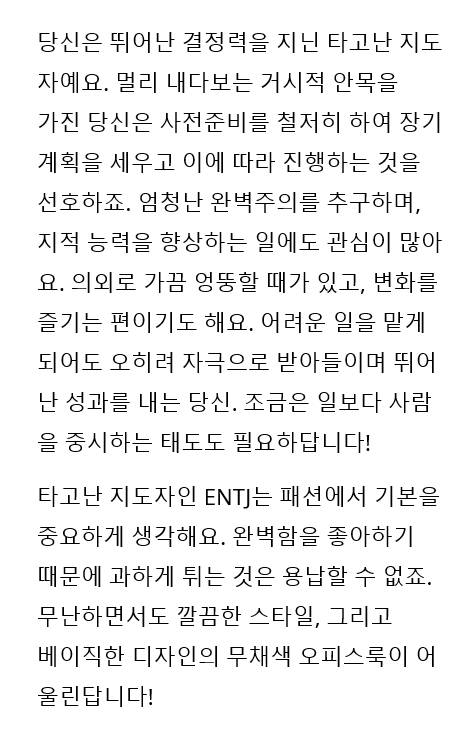 당신은 뛰어난 결정력을 지닌 타고난 지도
자예요. 멀리 내다보는 거시적 안목을
가진 당신은 사전준비를 철저히 하여 장기
계획을 세우고 이에 따라 진행하는 것을
선호하죠. 엄청난 완벽주의를 추구하며,
지적 능력을 향상하는 일에도 관심이 많아
요. 의외로 가끔 엉뚱할 때가 있고, 변화를
즐기는 편이기도 해요. 어려운 일을 맡게
되어도 오히려 자극으로 받아들이며 뛰어
난 성과를 내는 당신. 조금은 일보다 사람
을 중시하는 태도도 필요하답니다!
타고난 지도자인 ENTJ는 패션에서 기본을
중요하게 생각해요. 완벽함을 좋아하기
때문에 과하게 튀는 것은 용납할 수 없죠.
무난하면서도 깔끔한 스타일, 그리고
베이직한 디자인의 무채색 오피스룩이 어
울린답니다!